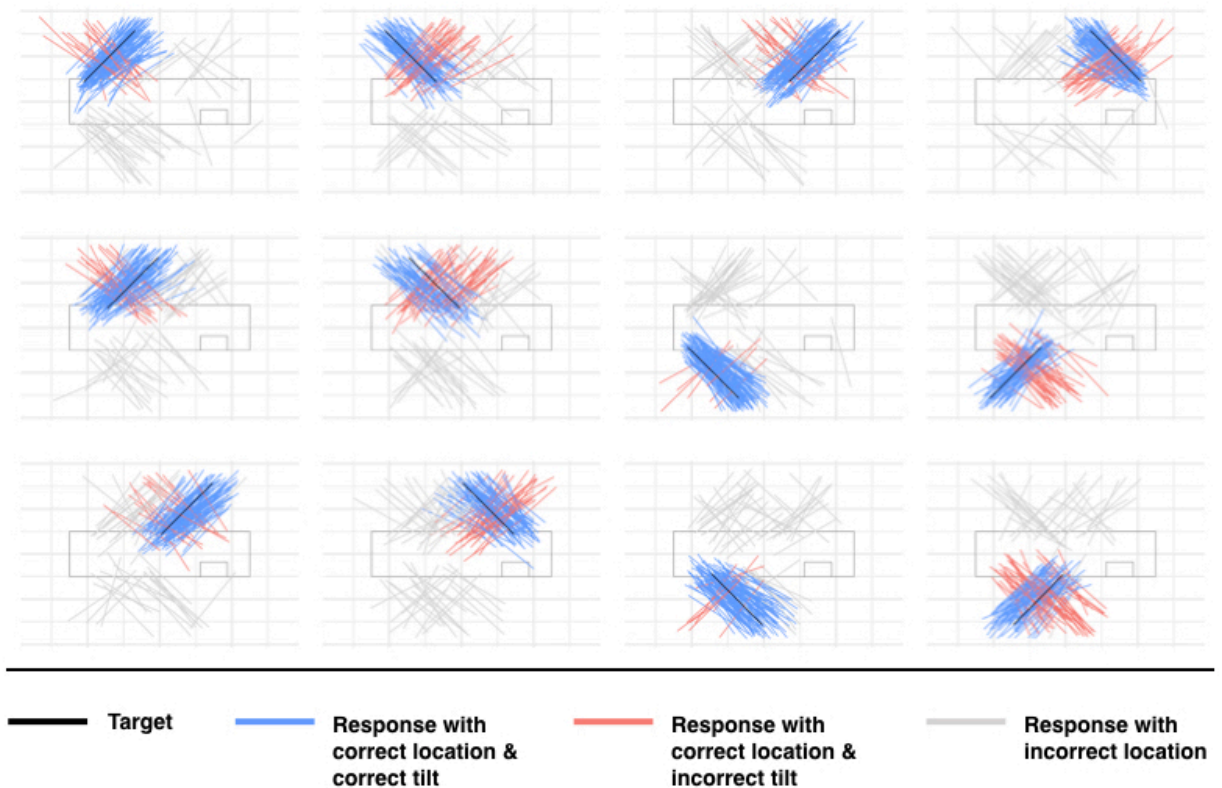 Target
Response with
correct location &
correct tilt
Response with
correct location &
incorrect tilt
Response with
incorrect location